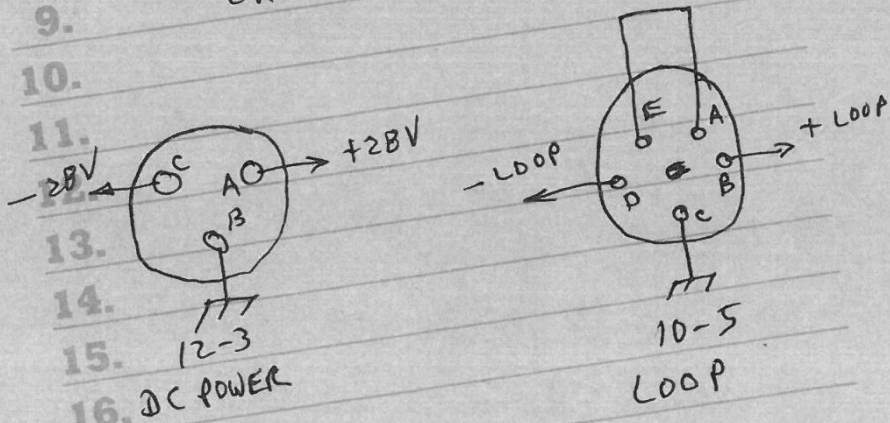 9.
10.
11.
12.
13.
14.
15.
16.
-28V
C
A
+28V
B
12-3
DC POWER
E
A
+ LOOP
- LOOP
D
B
C
10-5
LOOP